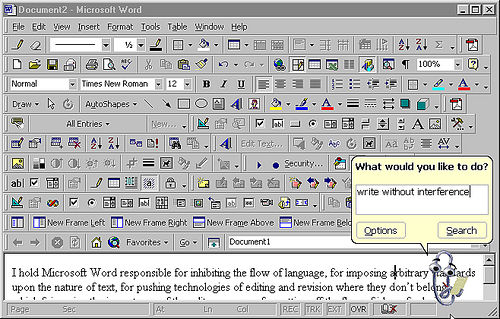 Document2 - Microsoft Word
File Edit View Insert Format Tools Table Window Help
½
100%
Normal Times New Roman 12 B I U
Draw AutoShapes
All Entries New...
Edit Text...
Security...
What would you like to do?
write without interference
Options Search
New Frame Left New Frame Right New Frame Above New Frame Belo
Favorites Go Document1
I hold Microsoft Word responsible for inhibiting the flow of language, for imposing arbitrary standards
upon the nature of text, for pushing technologies of editing and revision where they don't belong
Page Sec At Ln Col REC TRK EXT OVR